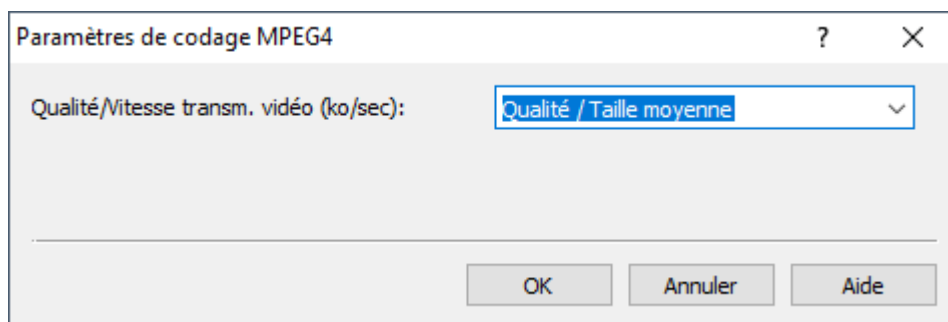 Paramètres de codage MPEG4 ?
Qualité/Vitesse transm. vidéo (ko/sec): Qualité / Taille moyenne
OK Annuler Aide